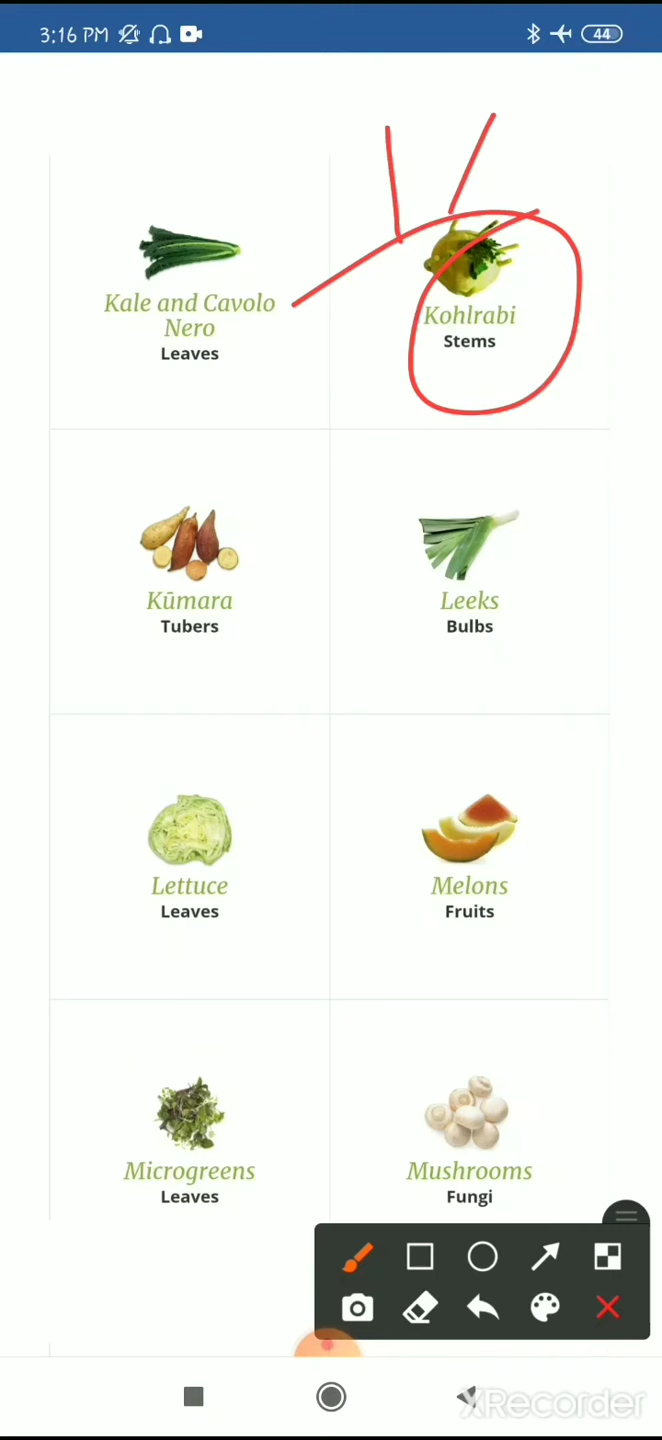 3:16 PM
44
Kale and Cavolo
Nero
Leaves
Kohlrabi
Stems
Kūmara
Tubers
Leeks
Bulbs
Lettuce
Leaves
Melons
Fruits
Microgreens
Leaves
Mushrooms
Fungi
XRecorder